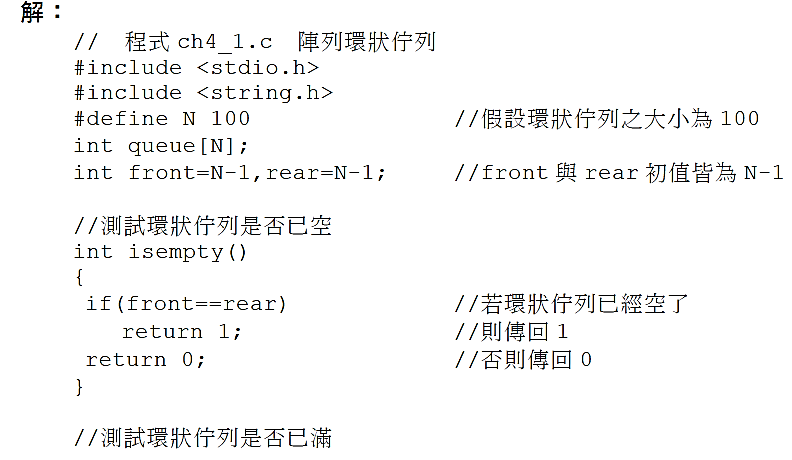 解：
// 程式 ch4_1.c 陣列環狀佇列
#include <stdio.h>
#include <string.h>
#define N 100 //假設環狀佇列之大小為 100
int queue[N];
int front=N-1,rear=N-1; //front 與 rear 初值皆為 N-1
//測試環狀佇列是否已空
int isempty()
{
if(front==rear) //若環狀佇列已經空了
return 1; //則傳回 1
return 0; //否則傳回 0
}
//測試環狀佇列是否已滿